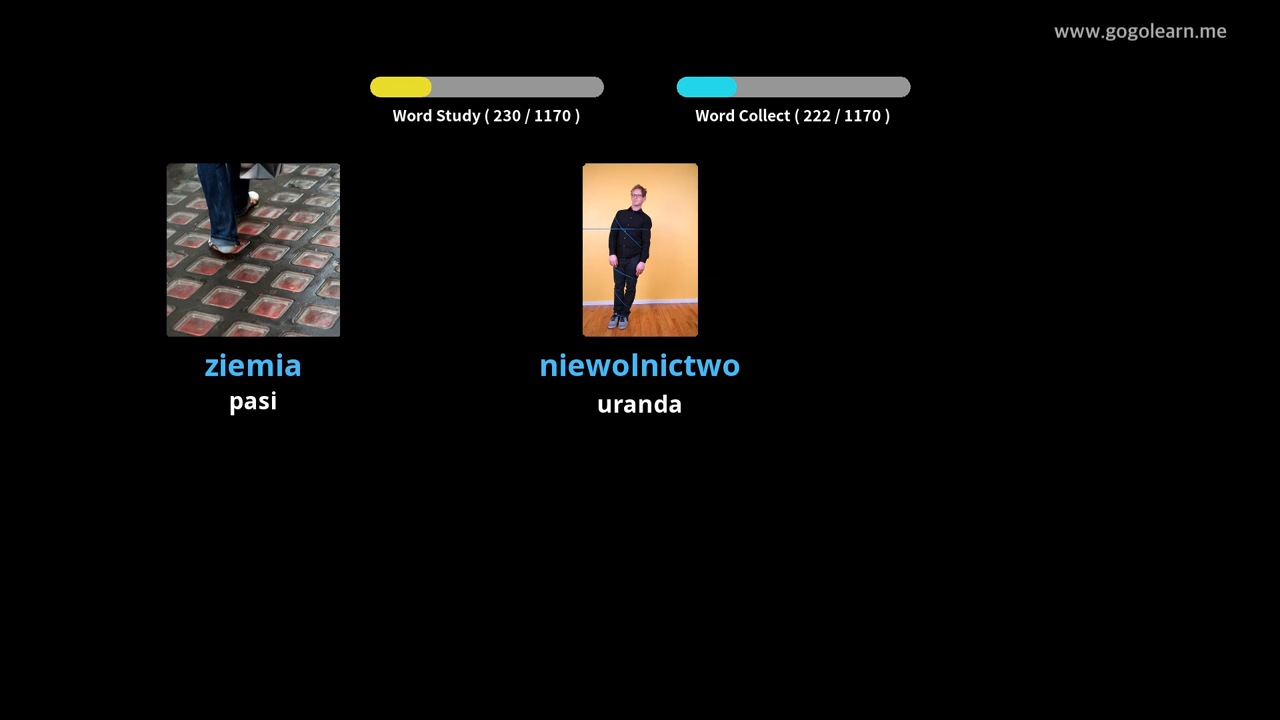 www.gogolearn.me
Word Study ( 230 / 1170 )
Word Collect ( 222 / 1170 )
ziemia
pasi
niewolnictwo
uranda